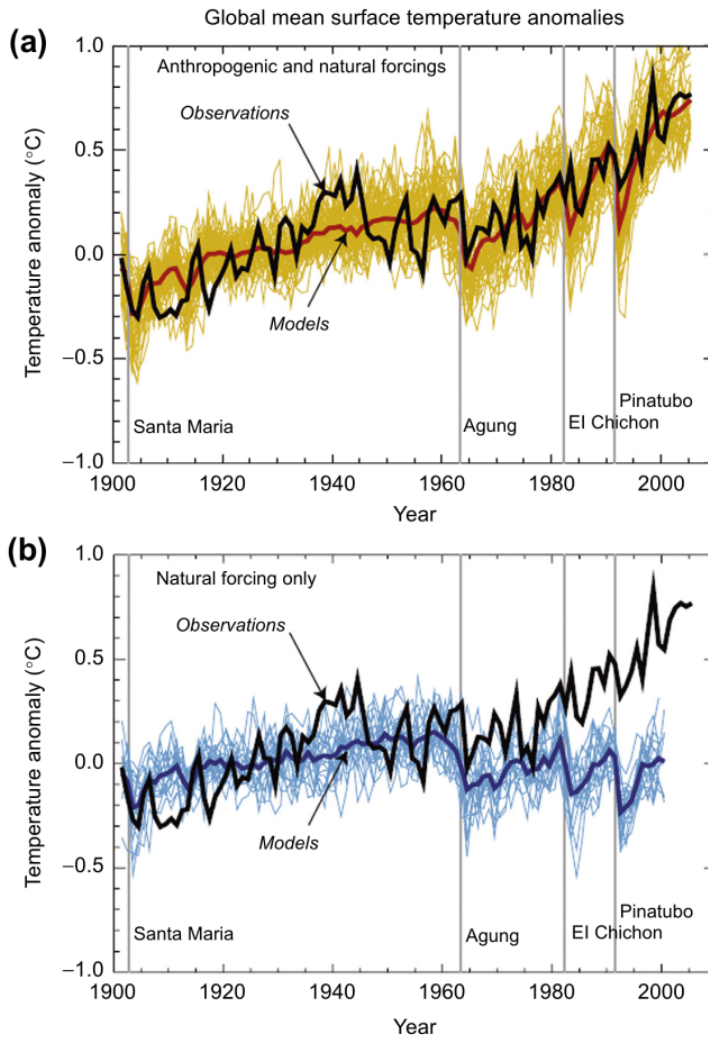 Global mean surface temperature anomalies
(a)
Anthropogenic and natural forcings
Observations
Models
Santa Maria
Agung
EI Chichon
Pinatubo
Temperature anomaly (°C)
1.0
0.5
0.0
−0.5
−1.0
1900 1920 1940 1960 1980 2000
Year
(b)
Natural forcing only
Observations
Models
Santa Maria
Agung
EI Chichon
Pinatubo
Temperature anomaly (°C)
1.0
0.5
0.0
−0.5
−1.0
1900 1920 1940 1960 1980 2000
Year